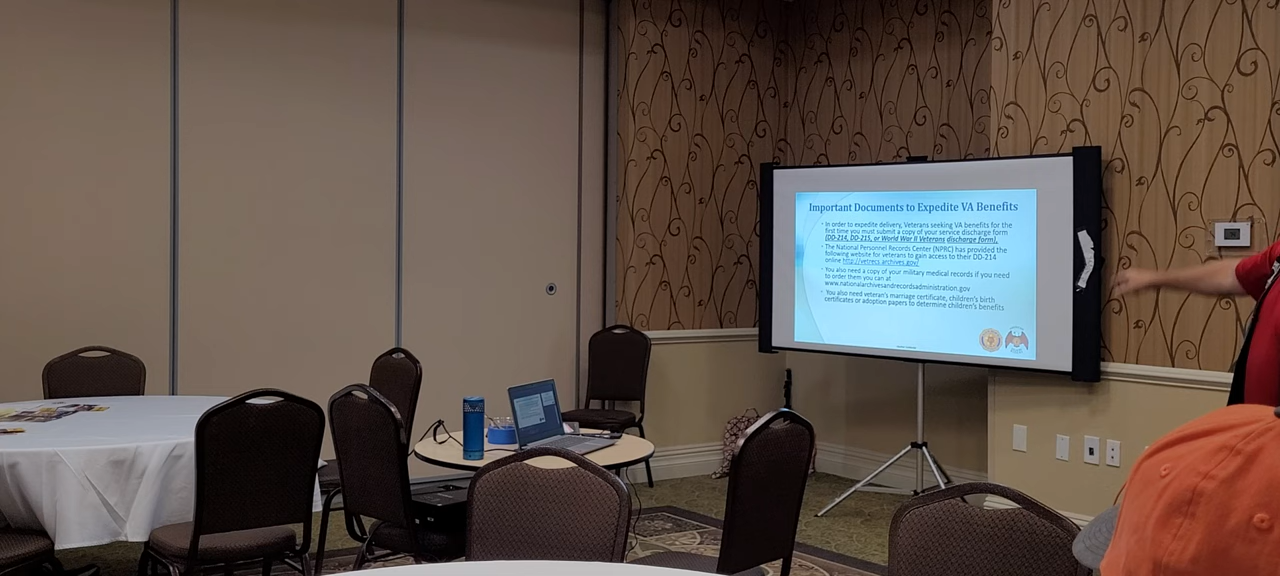 Important Documents to Expedite VA Benefits
In order to expedite delivery, Veterans seeking VA benefits for the
first time you must submit a copy of your service discharge form
(DD-214, DD-215, or World War II Veterans discharge form),
The National Personnel Records Center (NPRC) has provided the
following website for veterans to gain access to their DD-214
online http://vetrecs.archives.gov/
You also need a copy of your military medical records if you need
to order them you can at
www.nationalarchivesandrecordsadministration.gov
You also need veteran's marriage certificate, children's birth
certificates or adoption papers to determine children's benefits